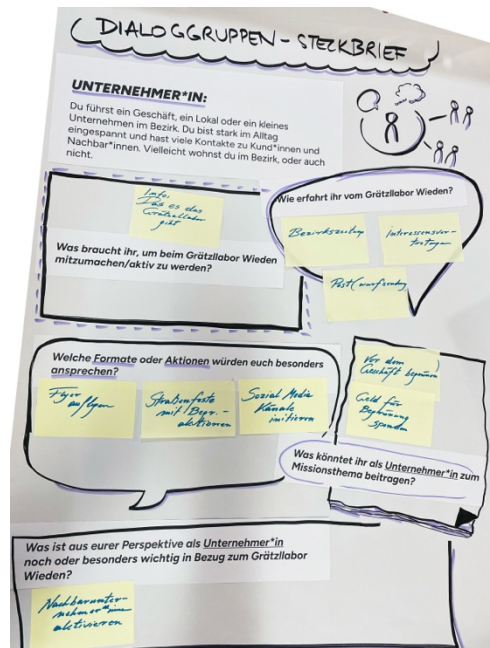 DIALOGGRUPPEN - STECKBRIEF
UNTERNEHMER*IN:
Du führst ein Geschäft, ein Lokal oder ein kleines
Unternehmen im Bezirk. Du bist stark im Alltag
eingespannt und hast viele Kontakte zu Kund*innen und
Nachbar*innen. Vielleicht wohnst du im Bezirk, oder auch
nicht.
Info,
Das es das
Grätzllabor
gibt
Was braucht ihr, um beim Grätzllabor Wieden
mitzumachen/aktiv zu werden?
Wie erfahrt ihr vom Grätzllabor Wieden?
Bezirkszeitung
Interessensver-
tretungen
Post(wurfsendung
Welche Formate oder Aktionen würden euch besonders
ansprechen?
Flyer
auflegen
Straßenfeste
mit Begr.-
aktionen
Sozial Media
Kanäle
initiieren
Vor dem
Geschäft begrünen
Geld für
Begrünung
spenden
Was könntet ihr als Unternehmer*in zum
Missionsthema beitragen?
Was ist aus eurer Perspektive als Unternehmer*in
noch oder besonders wichtig in Bezug zum Grätzllabor
Wieden?
Nachbarunter-
nehmer*innen
aktivieren